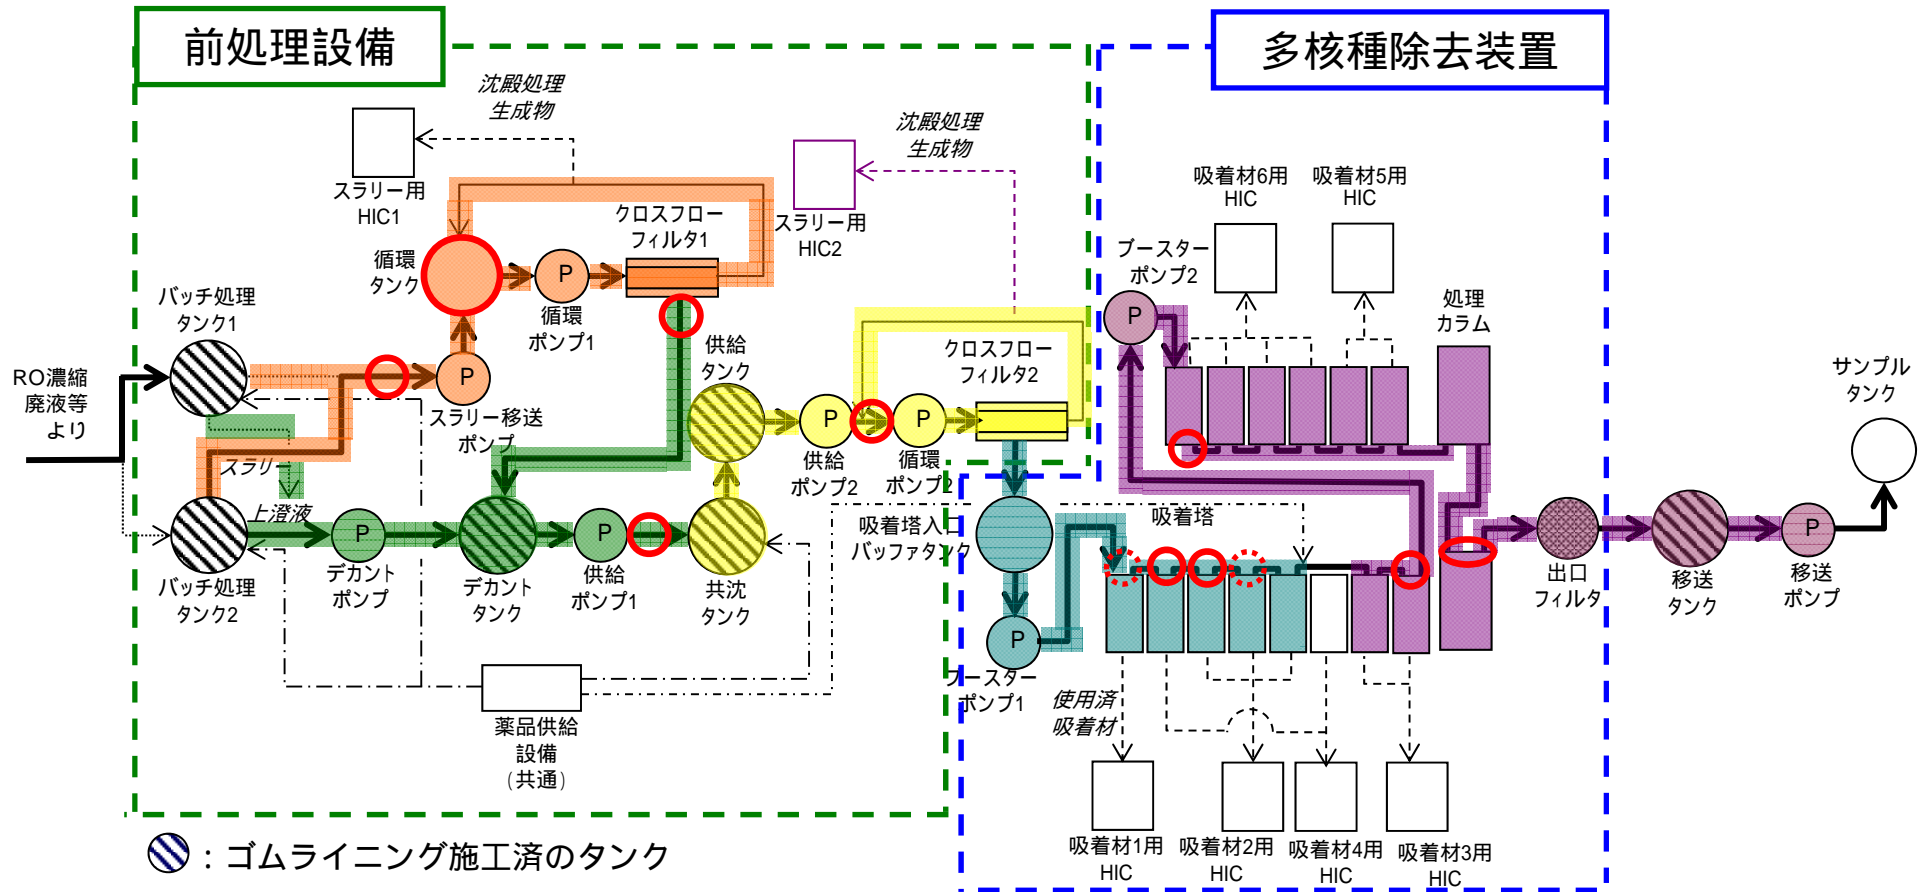 前処理設備
多核種除去装置
沈殿処理
生成物
沈殿処理
生成物
スラリー用
HIC1
スラリー用
HIC2
吸着材6用
HIC
吸着材5用
HIC
クロスフロー
フィルタ1
循環
タンク
P
循環
ポンプ1
ブースター
ポンプ2
P
処理
カラム
バッチ処理
タンク1
RO濃縮
廃液等
より
P
スラリー移送
ポンプ
供給
タンク
クロスフロー
フィルタ2
P
供給
ポンプ2
P
循環
ポンプ2
サンプル
タンク
スラリー
上澄液
バッチ処理
タンク2
P
デカント
ポンプ
デカント
タンク
P
供給
ポンプ1
共沈
タンク
吸着塔入口
バッファタンク
吸着塔
出口
フィルタ
移送
タンク
P
移送
ポンプ
P
ブースター
ポンプ1
薬品供給
設備
(共通)
使用済
吸着材
吸着材1用
HIC
吸着材2用
HIC
吸着材4用
HIC
吸着材3用
HIC
:ゴムライニング施工済のタンク